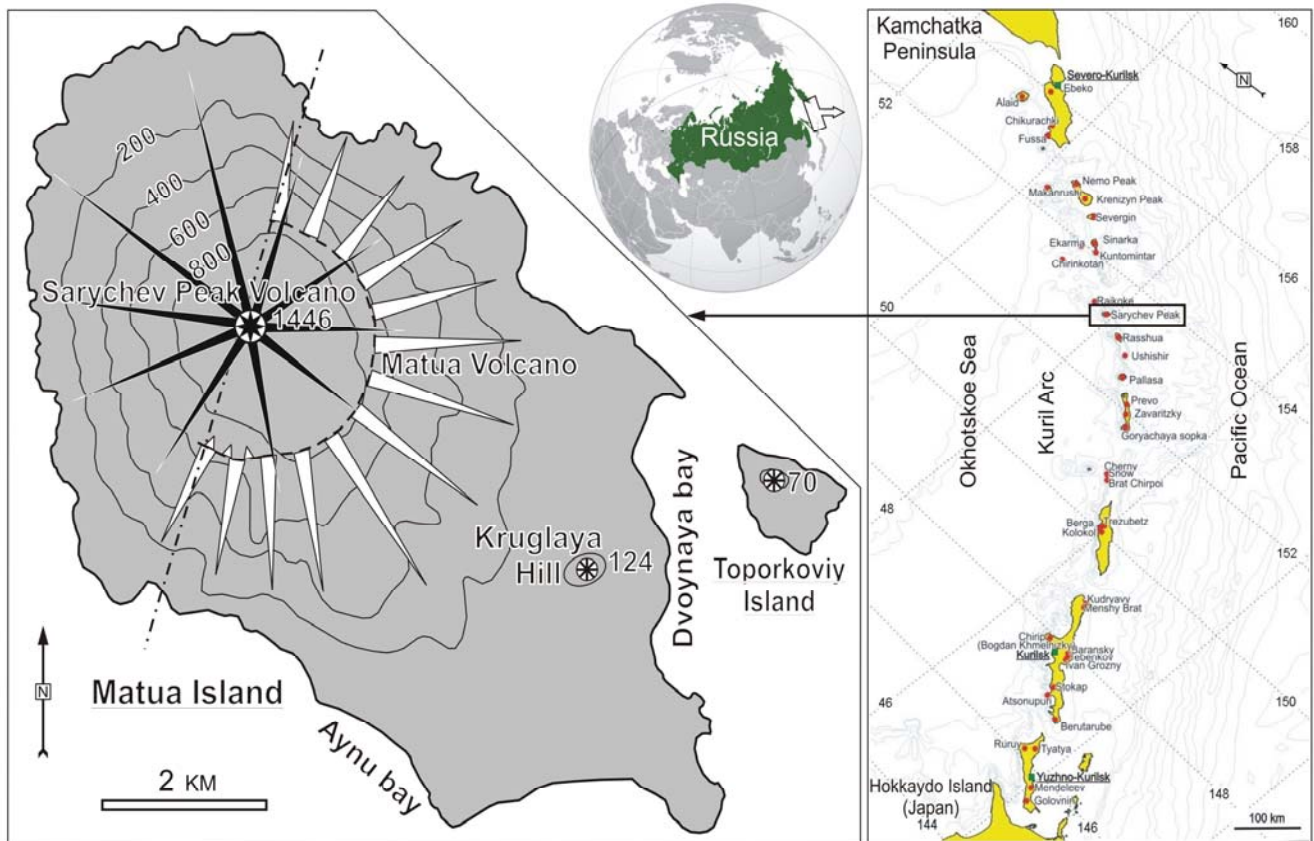 200
400
600
800
Sarychev Peak Volcano
1446
Matua Volcano
Kruglaya
Hill
124
Dvoynaya bay
70
Toporkoviy
Island
N
Matua Island
Aynu bay
2 KM
Russia
Kamchatka
Peninsula
160
N
52
Severo-Kurilsk
Ebeko
Alaid
Chikurachki
Fussa
158
Nemo Peak
Makanrushi
Krenizyn Peak
Severgin
156
Ekarma
Sinarka
Kuntomintar
Chirinkotan
50
Raikoke
Sarychev Peak
Rasshua
Ushishir
Pallasa
Okhotskoe Sea
Kuril Arc
Pacific Ocean
Prevo
Zavaritzky
154
Goryachaya sopka
Cherny
Snow
Brat Chirpoi
48
Berga
Trezubetz
Kolokol
152
Kudryavy
Menshy Brat
Chirip
(Bogdan Khmelnizky)
Baransky
Kurilsk
Tebenkov
Ivan Grozny
Stokap
46
Atsonupuri
150
Berutarube
Ruruy
Tyatya
Yuzhno-Kurilsk
Hokkaydo Island
(Japan)
Mendeleev
Golovnin
148
144
146
100 km